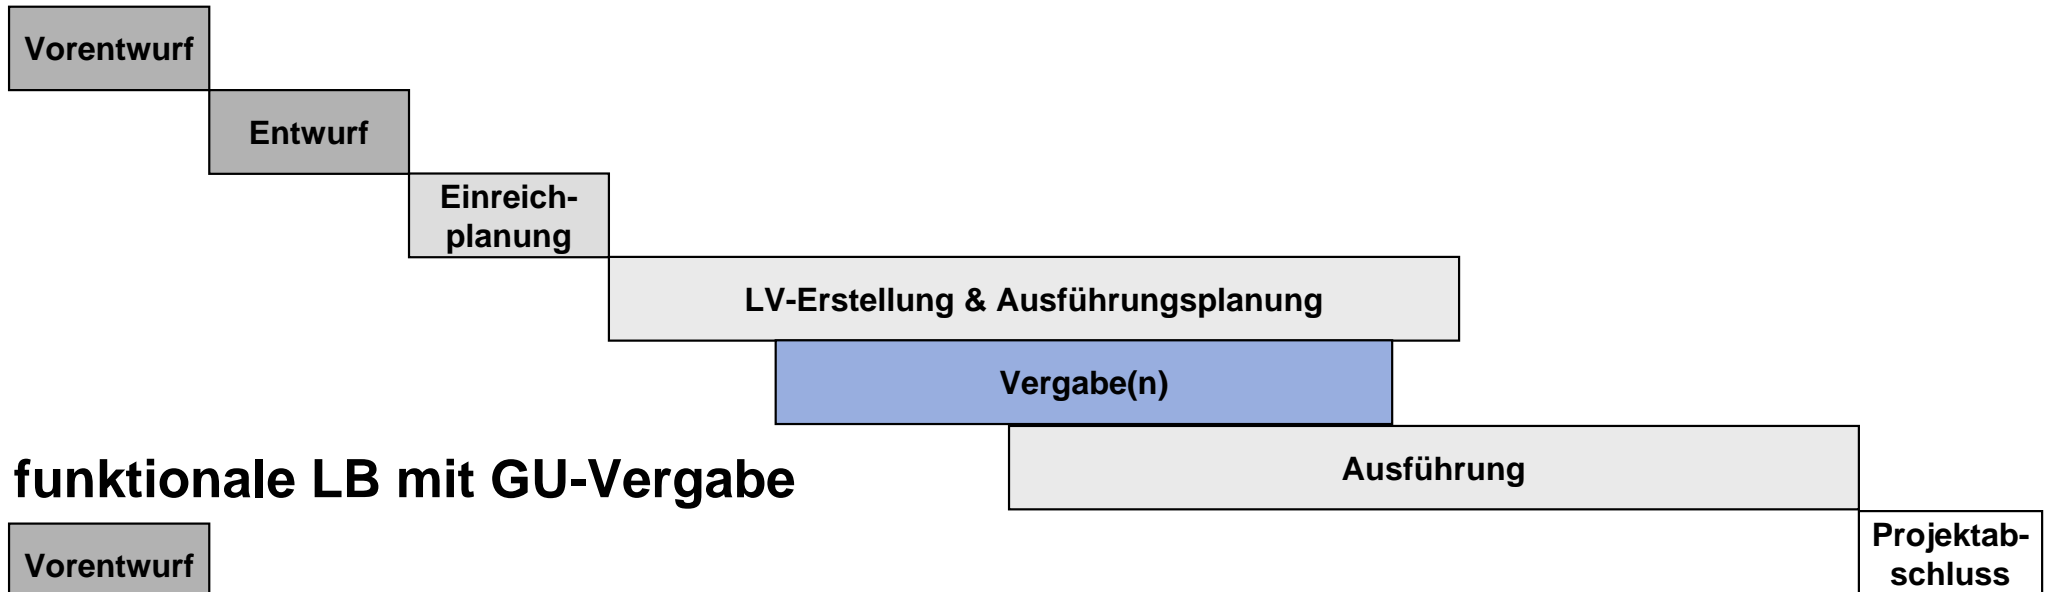 Vorentwurf
Entwurf
Einreich-
planung
LV-Erstellung & Ausführungsplanung
Vergabe(n)
Ausführung
funktionale LB mit GU-Vergabe
Projektab-
schluss
Vorentwurf